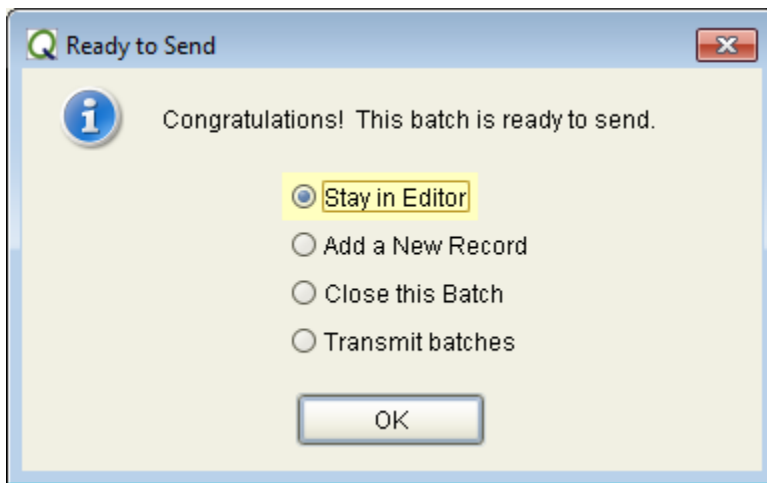 Ready to Send
Congratulations! This batch is ready to send.
Stay in Editor
Add a New Record
Close this Batch
Transmit batches
OK